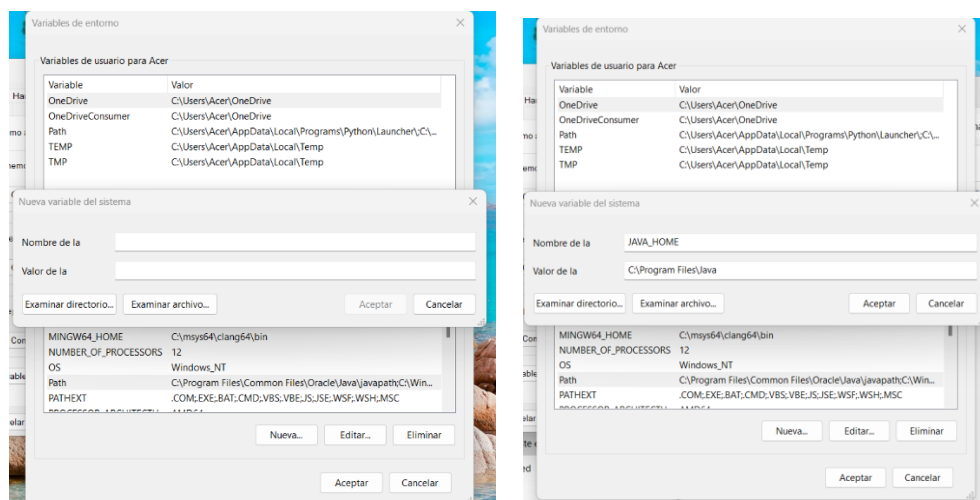 Variables de entorno
Variables de usuario para Acer
Variable Valor
OneDrive C:\Users\Acer\OneDrive
OneDriveConsumer C:\Users\Acer\OneDrive
Path C:\Users\Acer\AppData\Local\Programs\Python\Launcher\;C:\...
TEMP C:\Users\Acer\AppData\Local\Temp
TMP C:\Users\Acer\AppData\Local\Temp
Nueva variable del sistema
Nombre de la
Valor de la
Examinar directorio... Examinar archivo... Aceptar Cancelar
MINGW64_HOME C:\msys64\clang64\bin
NUMBER_OF_PROCESSORS 12
OS Windows_NT
Path C:\Program Files\Common Files\Oracle\Java\javapath;C:\Win...
PATHEXT .COM;.EXE;.BAT;.CMD;.VBS;.VBE;.JS;.JSE;.WSF;.WSH;.MSC
Nueva... Editar... Eliminar
Aceptar Cancelar
Variables de entorno
Variables de usuario para Acer
Variable Valor
OneDrive C:\Users\Acer\OneDrive
OneDriveConsumer C:\Users\Acer\OneDrive
Path C:\Users\Acer\AppData\Local\Programs\Python\Launcher\;C:\...
TEMP C:\Users\Acer\AppData\Local\Temp
TMP C:\Users\Acer\AppData\Local\Temp
Nueva variable del sistema
Nombre de la JAVA_HOME
Valor de la C:\Program Files\Java
Examinar directorio... Examinar archivo... Aceptar Cancelar
MINGW64_HOME C:\msys64\clang64\bin
NUMBER_OF_PROCESSORS 12
OS Windows_NT
Path C:\Program Files\Common Files\Oracle\Java\javapath;C:\Win...
PATHEXT .COM;.EXE;.BAT;.CMD;.VBS;.VBE;.JS;.JSE;.WSF;.WSH;.MSC
Nueva... Editar... Eliminar
Aceptar Cancelar